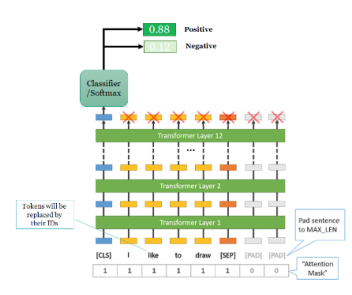 0.88 Positive
0.12 Negative
Classifier
/Softmax
Transformer Layer 12
...
Transformer Layer 2
Transformer Layer 1
Tokens will be
replaced by
their IDs
Pad sentence
to MAX_LEN
[CLS] I like to draw [SEP] [PAD] [PAD]
1 1 1 1 1 1 0 0
"Attention
Mask"